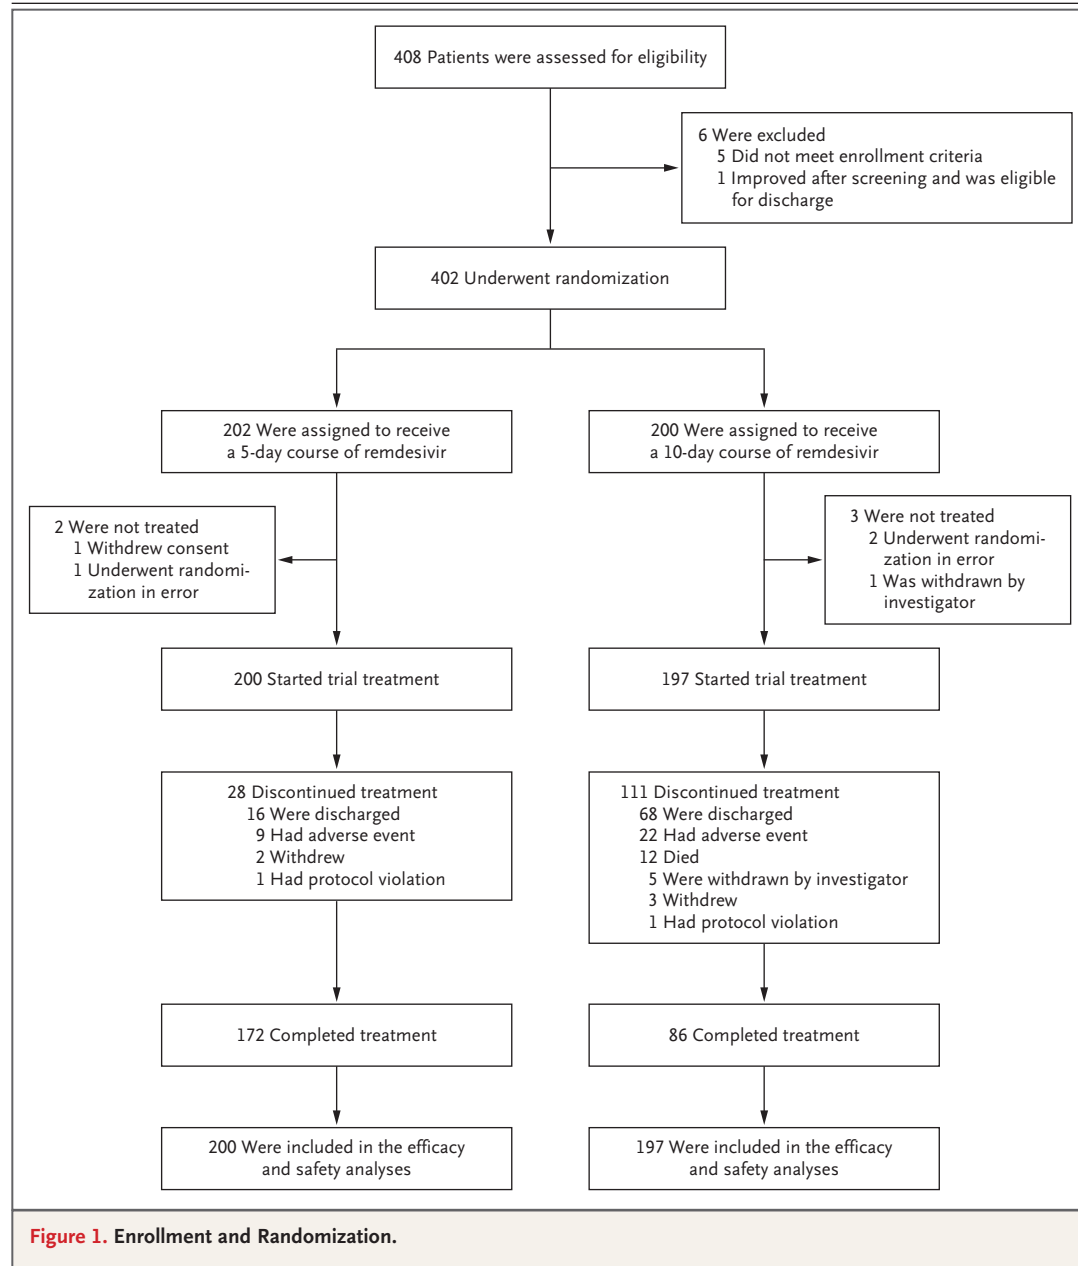 408 Patients were assessed for eligibility
6 Were excluded
5 Did not meet enrollment criteria
1 Improved after screening and was eligible
for discharge
402 Underwent randomization
202 Were assigned to receive
a 5-day course of remdesivir
200 Were assigned to receive
a 10-day course of remdesivir
2 Were not treated
1 Withdrew consent
1 Underwent randomi-
zation in error
3 Were not treated
2 Underwent randomi-
zation in error
1 Was withdrawn by
investigator
200 Started trial treatment
197 Started trial treatment
28 Discontinued treatment
16 Were discharged
9 Had adverse event
2 Withdrew
1 Had protocol violation
111 Discontinued treatment
68 Were discharged
22 Had adverse event
12 Died
5 Were withdrawn by investigator
3 Withdrew
1 Had protocol violation
172 Completed treatment
86 Completed treatment
200 Were included in the efficacy
and safety analyses
197 Were included in the efficacy
and safety analyses
Figure 1. Enrollment and Randomization.